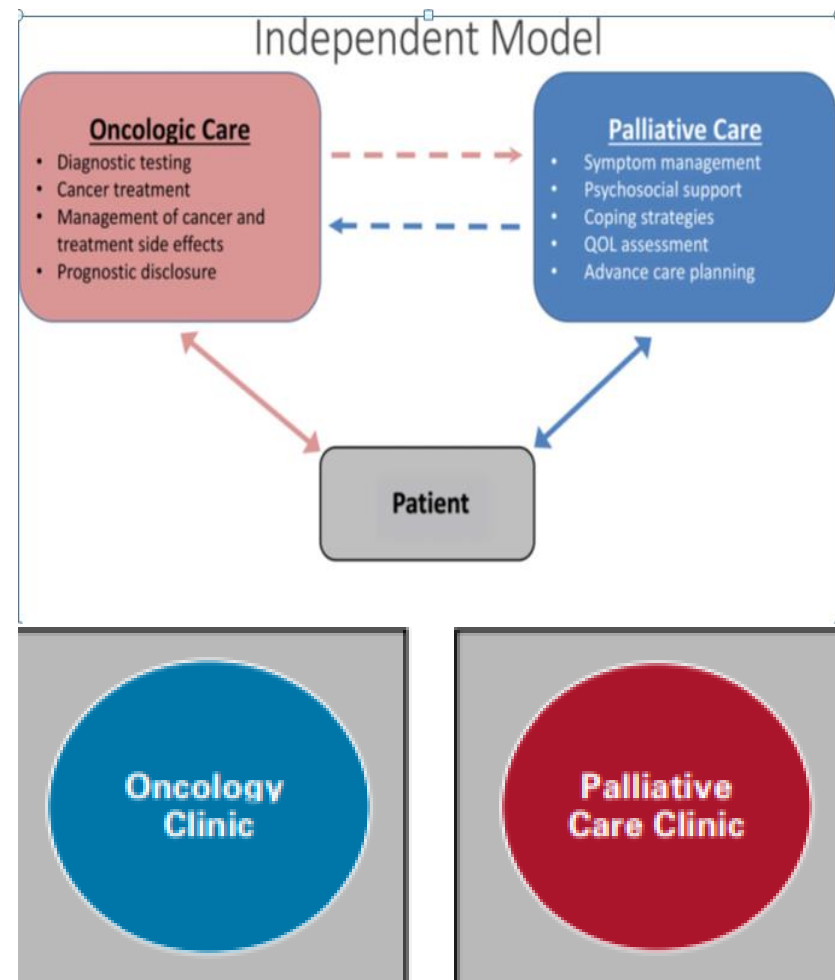 Independent Model
Oncologic Care
• Diagnostic testing
• Cancer treatment
• Management of cancer and
treatment side effects
• Prognostic disclosure
Palliative Care
• Symptom management
• Psychosocial support
• Coping strategies
• QOL assessment
• Advance care planning
Patient
Oncology
Clinic
Palliative
Care Clinic